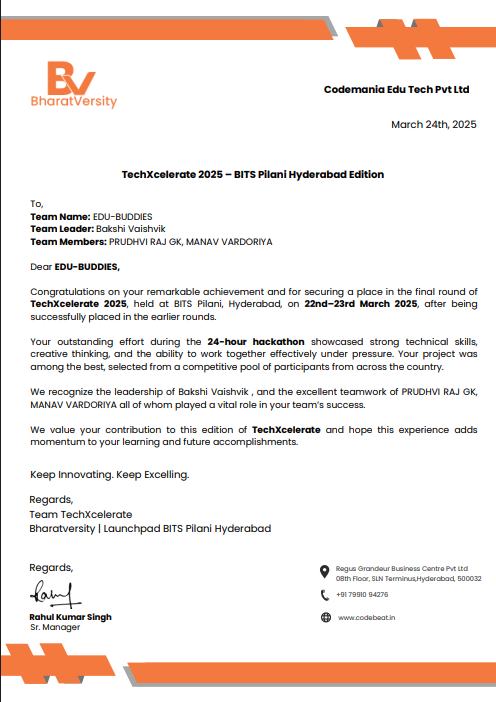 BV
BharatVersity
Codemania Edu Tech Pvt Ltd
March 24th, 2025
TechXcelerate 2025 – BITS Pilani Hyderabad Edition
To,
Team Name: EDU-BUDDIES
Team Leader: Bakshi Vaishvik
Team Members: PRUDHVI RAJ GK, MANAV VARDORIYA
Dear EDU-BUDDIES,
Congratulations on your remarkable achievement and for securing a place in the final round of
TechXcelerate 2025, held at BITS Pilani, Hyderabad, on 22nd–23rd March 2025, after being
successfully placed in the earlier rounds.
Your outstanding effort during the 24-hour hackathon showcased strong technical skills,
creative thinking, and the ability to work together effectively under pressure. Your project was
among the best, selected from a competitive pool of participants from across the country.
We recognize the leadership of Bakshi Vaishvik , and the excellent teamwork of PRUDHVI RAJ GK,
MANAV VARDORIYA all of whom played a vital role in your team's success.
We value your contribution to this edition of TechXcelerate and hope this experience adds
momentum to your learning and future accomplishments.
Keep Innovating. Keep Excelling.
Regards,
Team TechXcelerate
Bharatversity | Launchpad BITS Pilani Hyderabad
Regards,
Rahul
Rahul Kumar Singh
Sr. Manager
Regus Grandeur Business Centre Pvt Ltd
08th Floor, SLN Terminus,Hyderabad, 500032
+91 79910 94276
www.codebeat.in